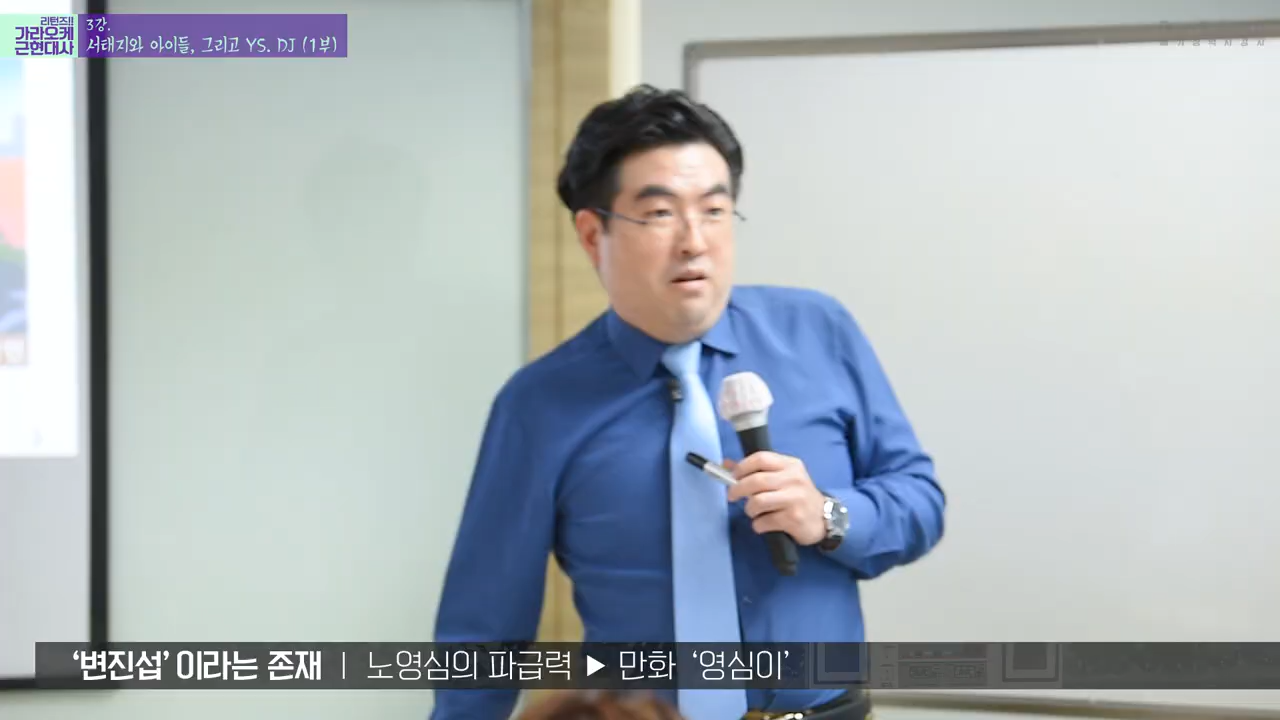 리턴즈!!
가라오케
근현대사
3강.
서태지와 아이들, 그리고 YS. DJ (1부)
'변진섭' 이라는 존재 | 노영심의 파급력 ▶ 만화 '영심이'